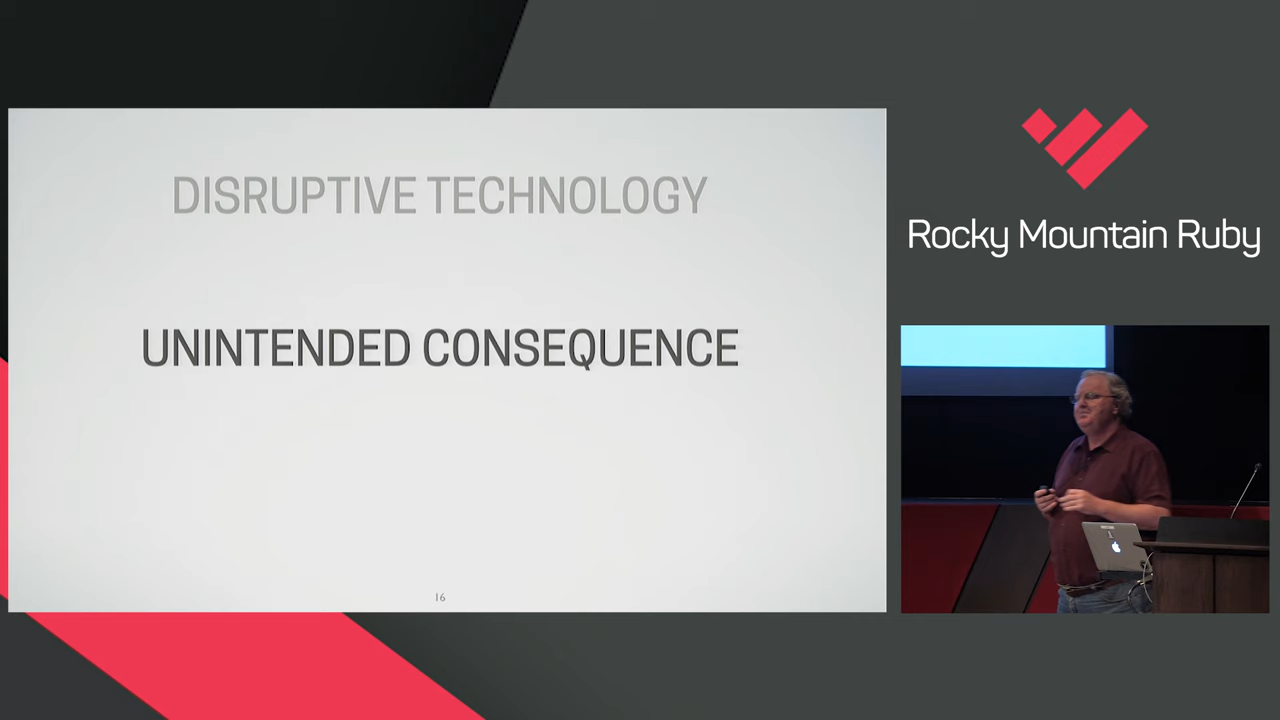 DISRUPTIVE TECHNOLOGY
UNINTENDED CONSEQUENCE
16
Rocky Mountain Ruby